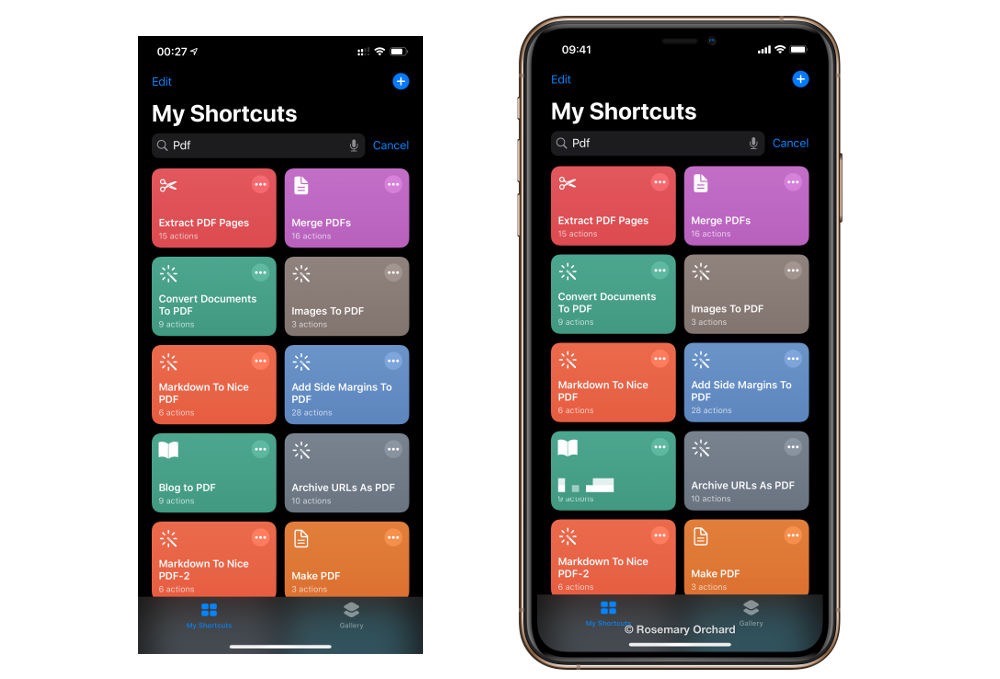 00:27
Edit
My Shortcuts
Pdf
Cancel
Extract PDF Pages
15 actions
Merge PDFs
16 actions
Convert Documents
To PDF
9 actions
Images To PDF
3 actions
Markdown To Nice
PDF
6 actions
Add Side Margins To
PDF
28 actions
Blog to PDF
9 actions
Archive URLs As PDF
10 actions
Markdown To Nice
PDF-2
6 actions
Make PDF
3 actions
My Shortcuts
Gallery
09:41
Edit
My Shortcuts
Pdf
Cancel
Extract PDF Pages
15 actions
Merge PDFs
16 actions
Convert Documents
To PDF
9 actions
Images To PDF
3 actions
Markdown To Nice
PDF
6 actions
Add Side Margins To
PDF
28 actions
9 actions
Archive URLs As PDF
10 actions
Markdown To Nice
PDF-2
6 actions
Make PDF
3 actions
My Shortcuts
Gallery
© Rosemary Orchard